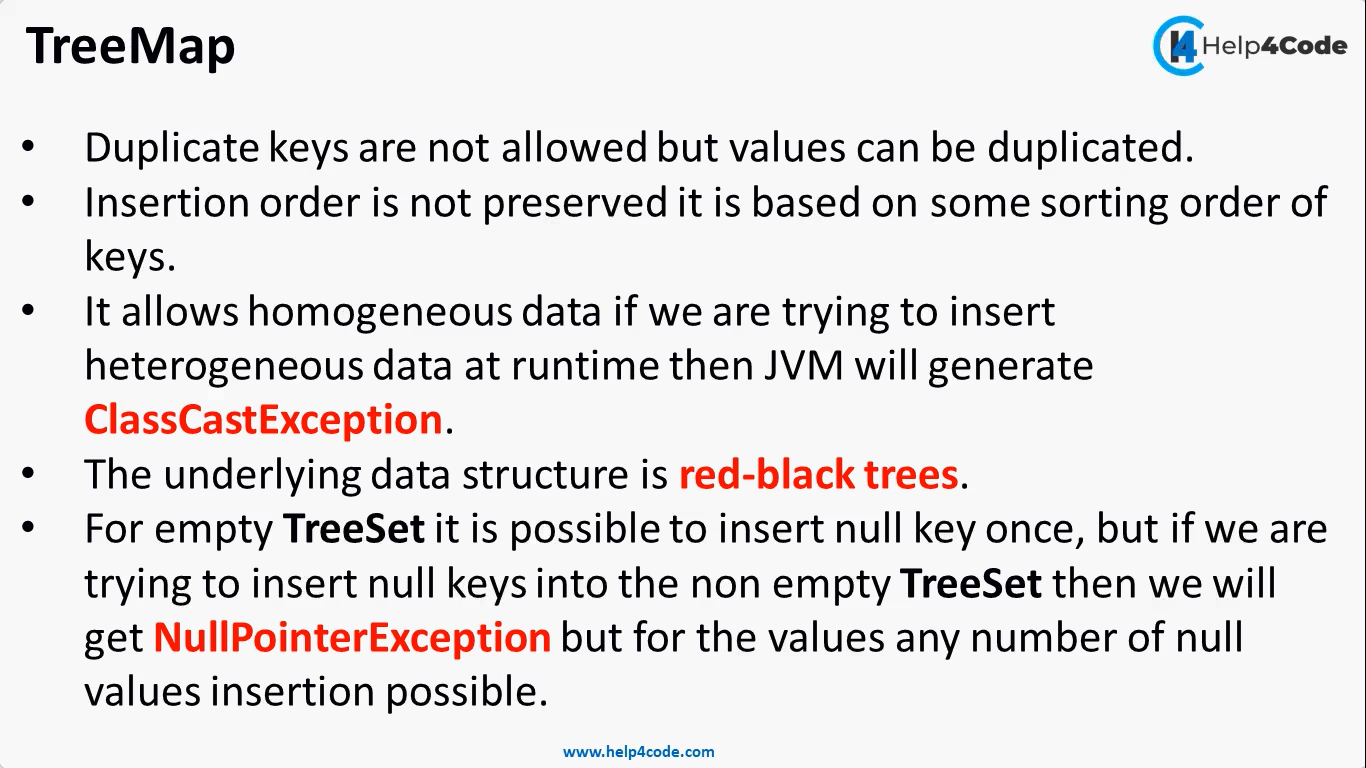 TreeMap
Help4Code
• Duplicate keys are not allowed but values can be duplicated.
• Insertion order is not preserved it is based on some sorting order of
keys.
• It allows homogeneous data if we are trying to insert
heterogeneous data at runtime then JVM will generate
ClassCastException.
• The underlying data structure is red-black trees.
• For empty TreeSet it is possible to insert null key once, but if we are
trying to insert null keys into the non empty TreeSet then we will
get NullPointerException but for the values any number of null
values insertion possible.
www.help4code.com